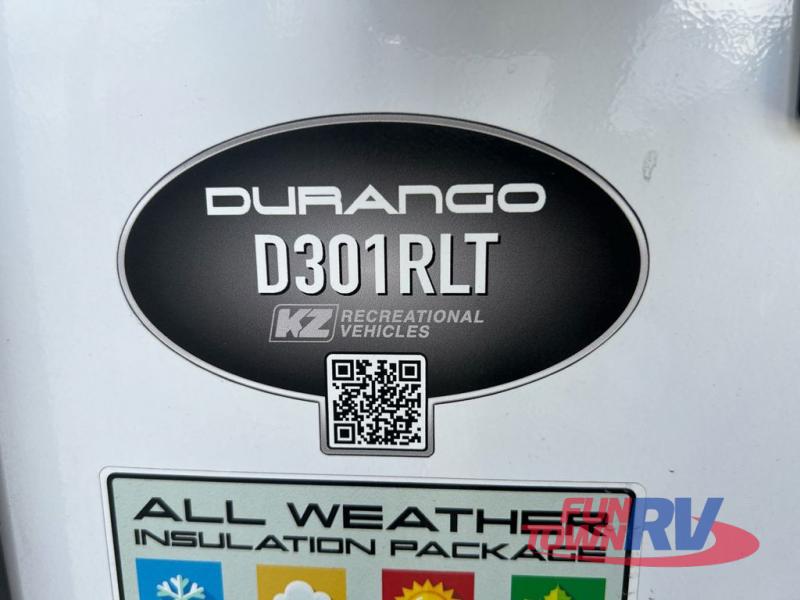 DURANGO
D301RLT
KZ RECREATIONAL
VEHICLES
ALL WEATHER
INSULATION PACKAGE
FUN
TOWN RV